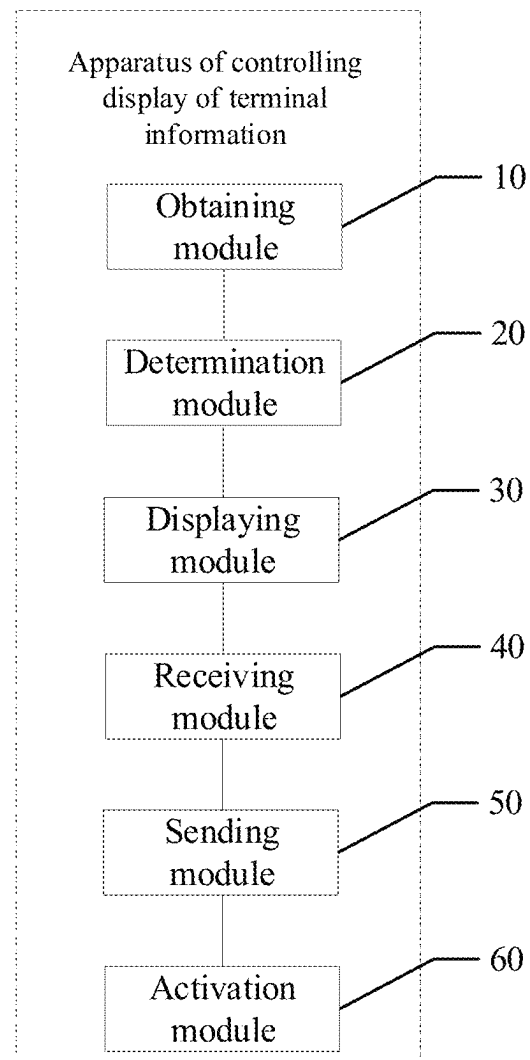 Apparatus of controlling
display of terminal
information
10
Obtaining
module
20
Determination
module
30
Displaying
module
40
Receiving
module
50
Sending
module
60
Activation
module